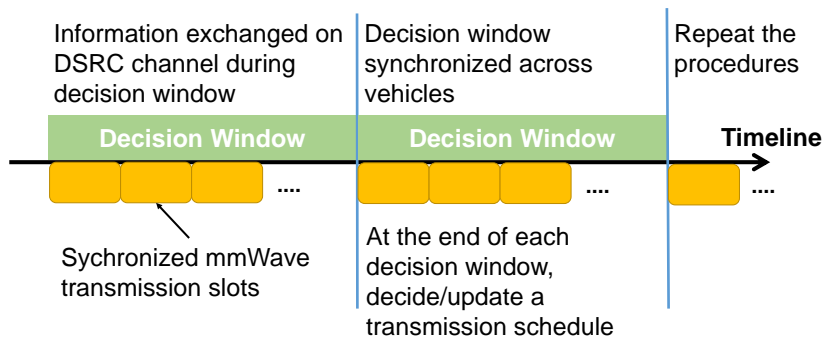 Information exchanged on
DSRC channel during
decision window
Decision window
synchronized across
vehicles
Repeat the
procedures
Decision Window
Decision Window
Timeline
....
....
....
Sychronized mmWave
transmission slots
At the end of each
decision window,
decide/update a
transmission schedule